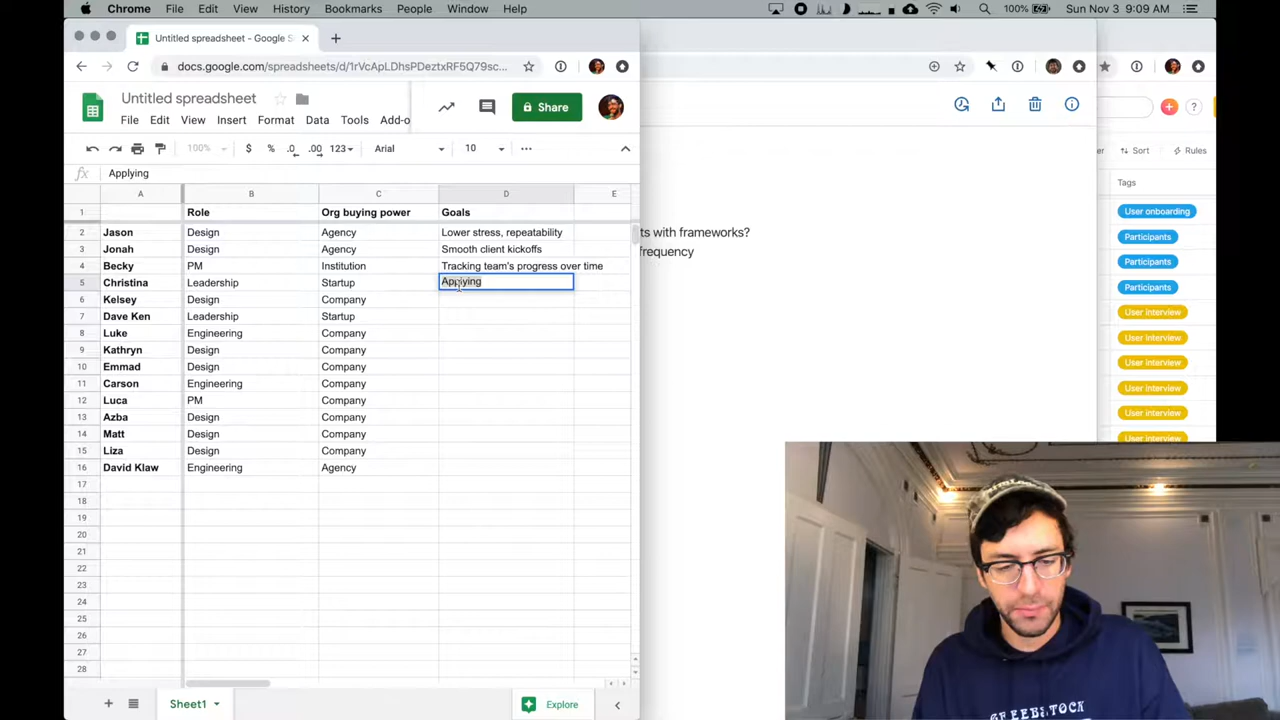 Chrome File Edit View History Bookmarks People Window Help 100% Sun Nov 3 9:09 AM
Untitled spreadsheet - Google S
docs.google.com/spreadsheets/d/1rVcApLDhsPDeztxRF5Q79sc...
Untitled spreadsheet
Share
File Edit View Insert Format Data Tools Add-o
100% $ % .0 .00 123 Arial 10
er Sort Rules
fx Applying
Tags
A B C D E
1 Role Org buying power Goals
2 Jason Design Agency Lower stress, repeatability
3 Jonah Design Agency Smooth client kickoffs
4 Becky PM Institution Tracking team's progress over time
5 Christina Leadership Startup Applying
6 Kelsey Design Company
7 Dave Ken Leadership Startup
8 Luke Engineering Company
9 Kathryn Design Company
10 Emmad Design Company
11 Carson Engineering Company
12 Luca PM Company
13 Azba Design Company
14 Matt Design Company
15 Liza Design Company
16 David Klaw Engineering Agency
17
18
19
20
21
22
23
24
25
26
27
28
Sheet1
Explore
ts with frameworks?
frequency
User onboarding
Participants
Participants
Participants
User interview
User interview
User interview
User interview
User interview
User interview